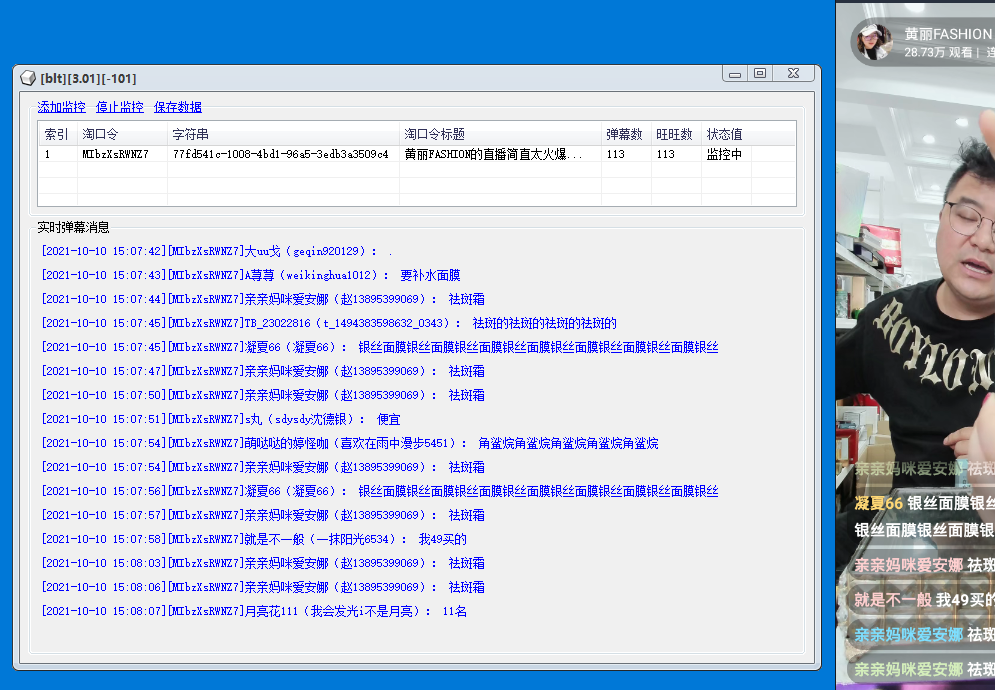 黄丽FASHION
28.73万 观看 | 连
[blt][3.01][-101]
添加监控 停止监控 保存数据
索引 淘口令 字符串 淘口令标题 弹幕数 旺旺数 状态值
1 MIbzXsRWNZ7 77fd541c-1008-4bd1-96a5-3edb3a3509c4 黄丽FASHION的直播简直太火爆... 113 113 监控中
实时弹幕消息
[2021-10-10 15:07:42][MIbzXsRWNZ7]大uu戈（geqin920129）： .
[2021-10-10 15:07:43][MIbzXsRWNZ7]A荨荨（weikinghua1012）： 要补水面膜
[2021-10-10 15:07:44][MIbzXsRWNZ7]亲亲妈咪爱安娜（赵13895399069）： 祛斑霜
[2021-10-10 15:07:45][MIbzXsRWNZ7]TB_23022816（t_1494383598632_0343）： 祛斑的祛斑的祛斑的祛斑的
[2021-10-10 15:07:45][MIbzXsRWNZ7]凝夏66（凝夏66）： 银丝面膜银丝面膜银丝面膜银丝面膜银丝面膜银丝面膜银丝面膜银丝
[2021-10-10 15:07:47][MIbzXsRWNZ7]亲亲妈咪爱安娜（赵13895399069）： 祛斑霜
[2021-10-10 15:07:50][MIbzXsRWNZ7]亲亲妈咪爱安娜（赵13895399069）： 祛斑霜
[2021-10-10 15:07:51][MIbzXsRWNZ7]s丸（sdysdy沈德银）： 便宜
[2021-10-10 15:07:54][MIbzXsRWNZ7]萌哒哒的婷怪咖（喜欢在雨中漫步5451）： 角鲨烷角鲨烷角鲨烷角鲨烷角鲨烷
[2021-10-10 15:07:54][MIbzXsRWNZ7]亲亲妈咪爱安娜（赵13895399069）： 祛斑霜
[2021-10-10 15:07:56][MIbzXsRWNZ7]凝夏66（凝夏66）： 银丝面膜银丝面膜银丝面膜银丝面膜银丝面膜银丝面膜银丝面膜银丝
[2021-10-10 15:07:57][MIbzXsRWNZ7]亲亲妈咪爱安娜（赵13895399069）： 祛斑霜
[2021-10-10 15:07:58][MIbzXsRWNZ7]就是不一般（一抹阳光6534）： 我49买的
[2021-10-10 15:08:03][MIbzXsRWNZ7]亲亲妈咪爱安娜（赵13895399069）： 祛斑霜
[2021-10-10 15:08:06][MIbzXsRWNZ7]亲亲妈咪爱安娜（赵13895399069）： 祛斑霜
[2021-10-10 15:08:07][MIbzXsRWNZ7]月亮花111（我会发光i不是月亮）： 11名
BOYLON
亲亲妈咪爱安娜 祛斑
凝夏66 银丝面膜银丝
银丝面膜银丝面膜银
亲亲妈咪爱安娜 祛斑
就是不一般 我49买的
亲亲妈咪爱安娜 祛斑
亲亲妈咪爱安娜 祛斑